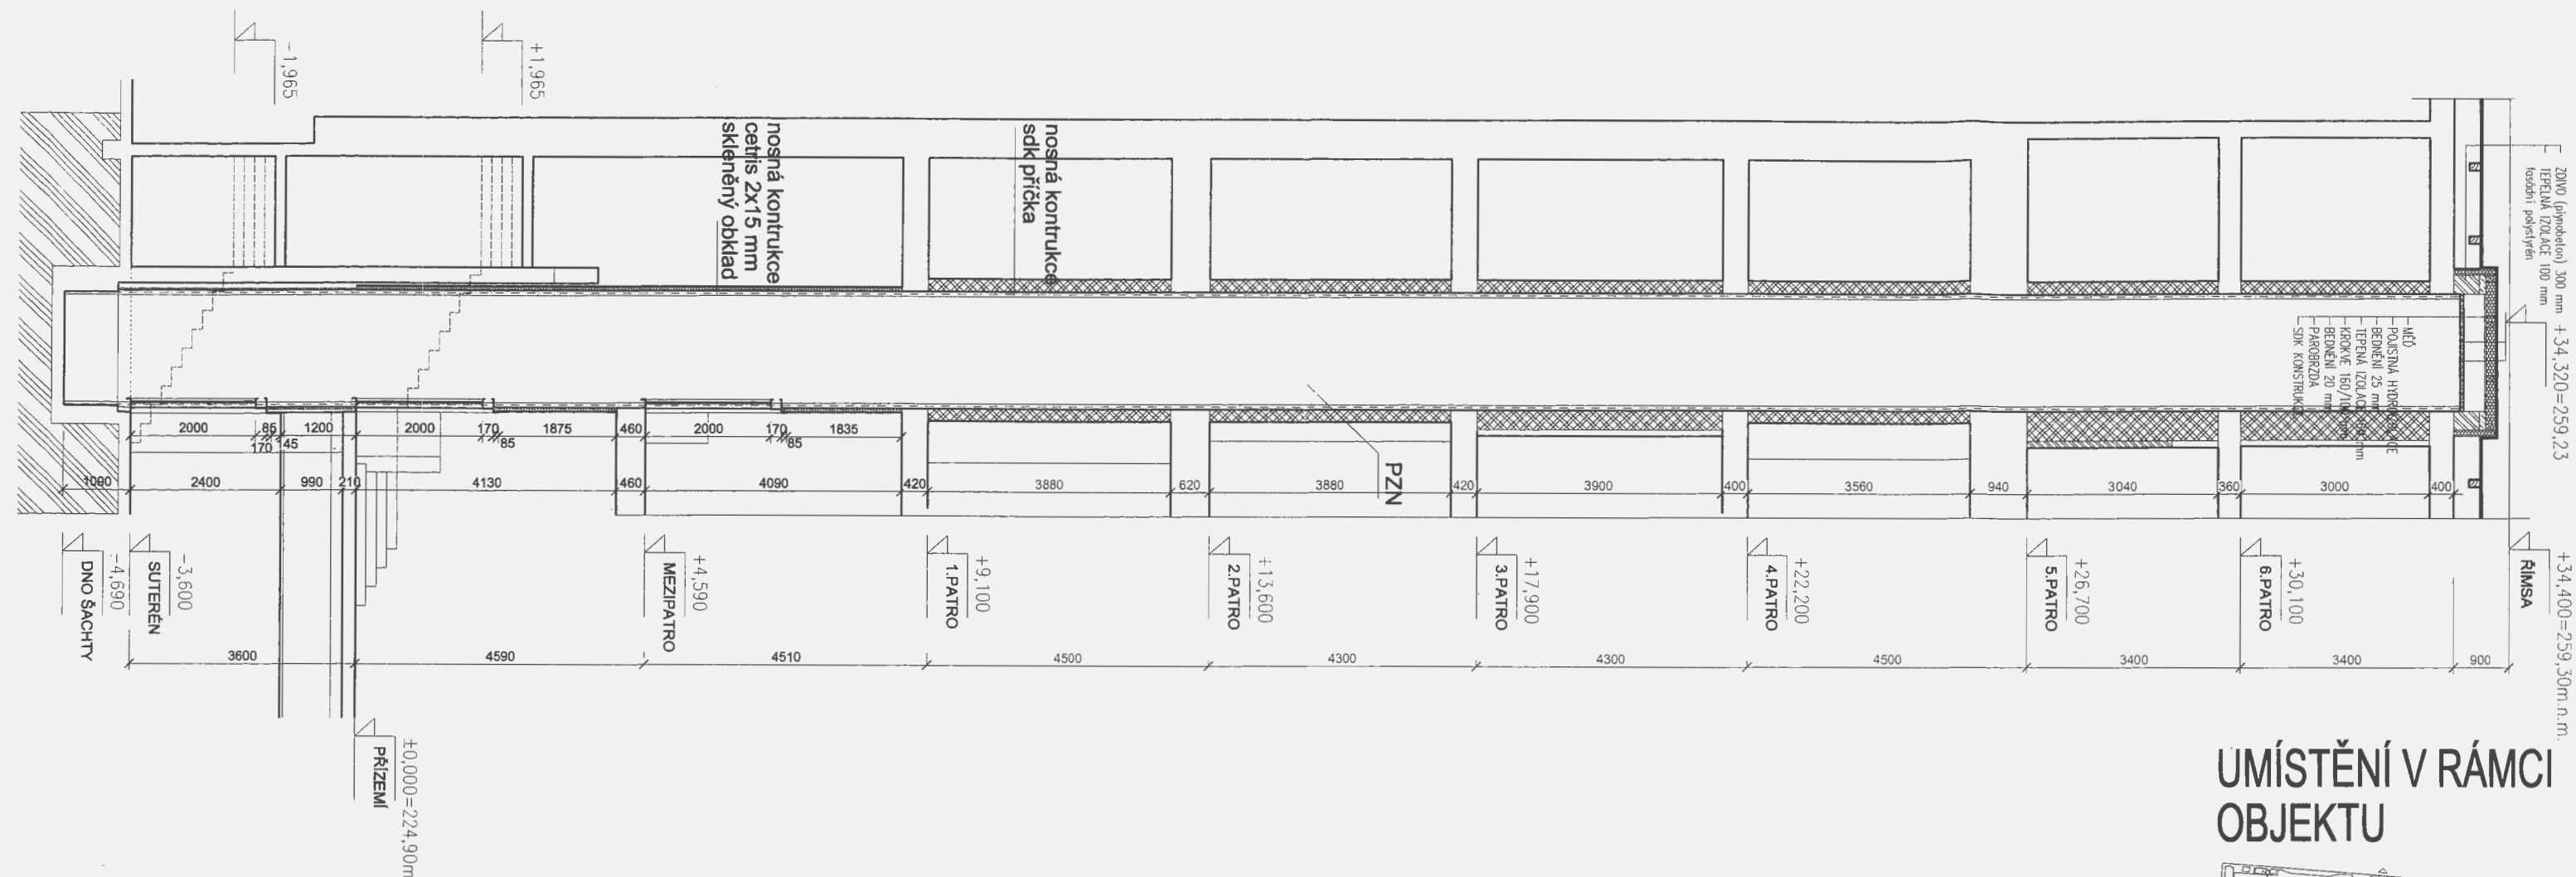 -1,965
+1,965
nosná kontrukce
cetris 2x15 mm
skleněný obklad
nosná kontrukce
sdk příčka
ZDIVO (plynobeton) 300 mm
TEPELNÁ IZOLACE 100 mm
fasádní polystyrén
+34,320=259,23
MĚĎ
POJISTNÁ HYDROIZOLACE
BEDNĚNÍ 25 mm
TEPENÁ IZOLACE mm
KROKVE 160/100 mm
BEDNĚNÍ 20 mm
PAROBRZDA
SDK KONSTRUKCE
PZN
2000 85 1200 2000 170 1875 460 2000 170 1835
170 145 85 85
1090 2400 990 210 4130 460 4090 420 3880 620 3880 420 3900 400 3560 940 3040 360 3000 400
DNO ŠACHTY
-4,690
SUTERÉN
-3,600
MEZIPATRO
+4,590
1.PATRO
+9,100
2.PATRO
+13,600
3.PATRO
+17,900
4.PATRO
+22,200
5.PATRO
+26,700
6.PATRO
+30,100
ŘÍMSA
+34,400=259,30m.n.m.
3600 4590 4510 4500 4300 4300 4500 3400 3400 900
PŘÍZEMÍ
±0,000=224,90m
UMÍSTĚNÍ V RÁMCI
OBJEKTU